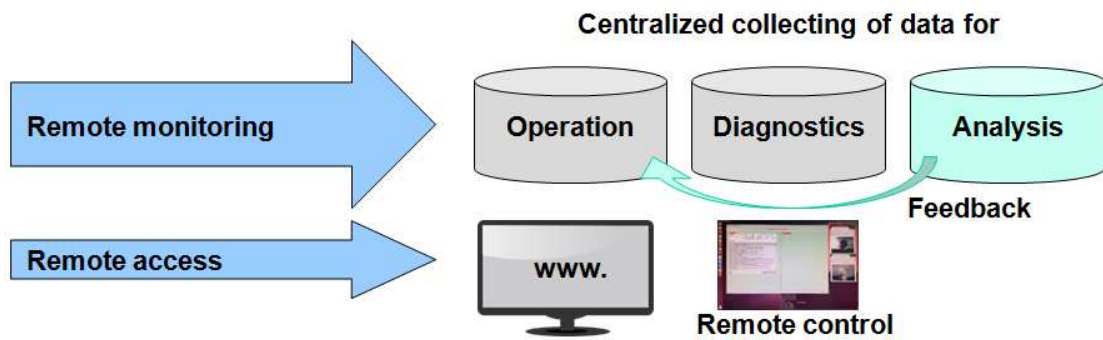 Centralized collecting of data for
Remote monitoring
Operation
Diagnostics
Analysis
Feedback
Remote access
www.
Remote control